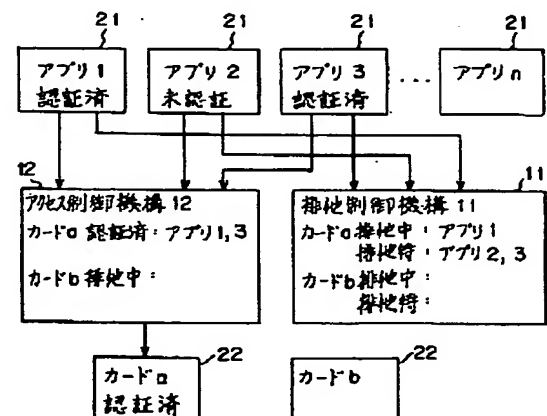 21 21 21 21
アプリ1 アプリ2 アプリ3 ... アプリn
認証済 未認証 認証済
12 11
アクセス制御機構12
カードa 認証済:アプリ1,3
カードb 排他中:
排他制御機構11
カードa 排他中:アプリ1
排他待:アプリ2,3
カードb 排他中:
排他待:
22 22
カードa
認証済
カードb